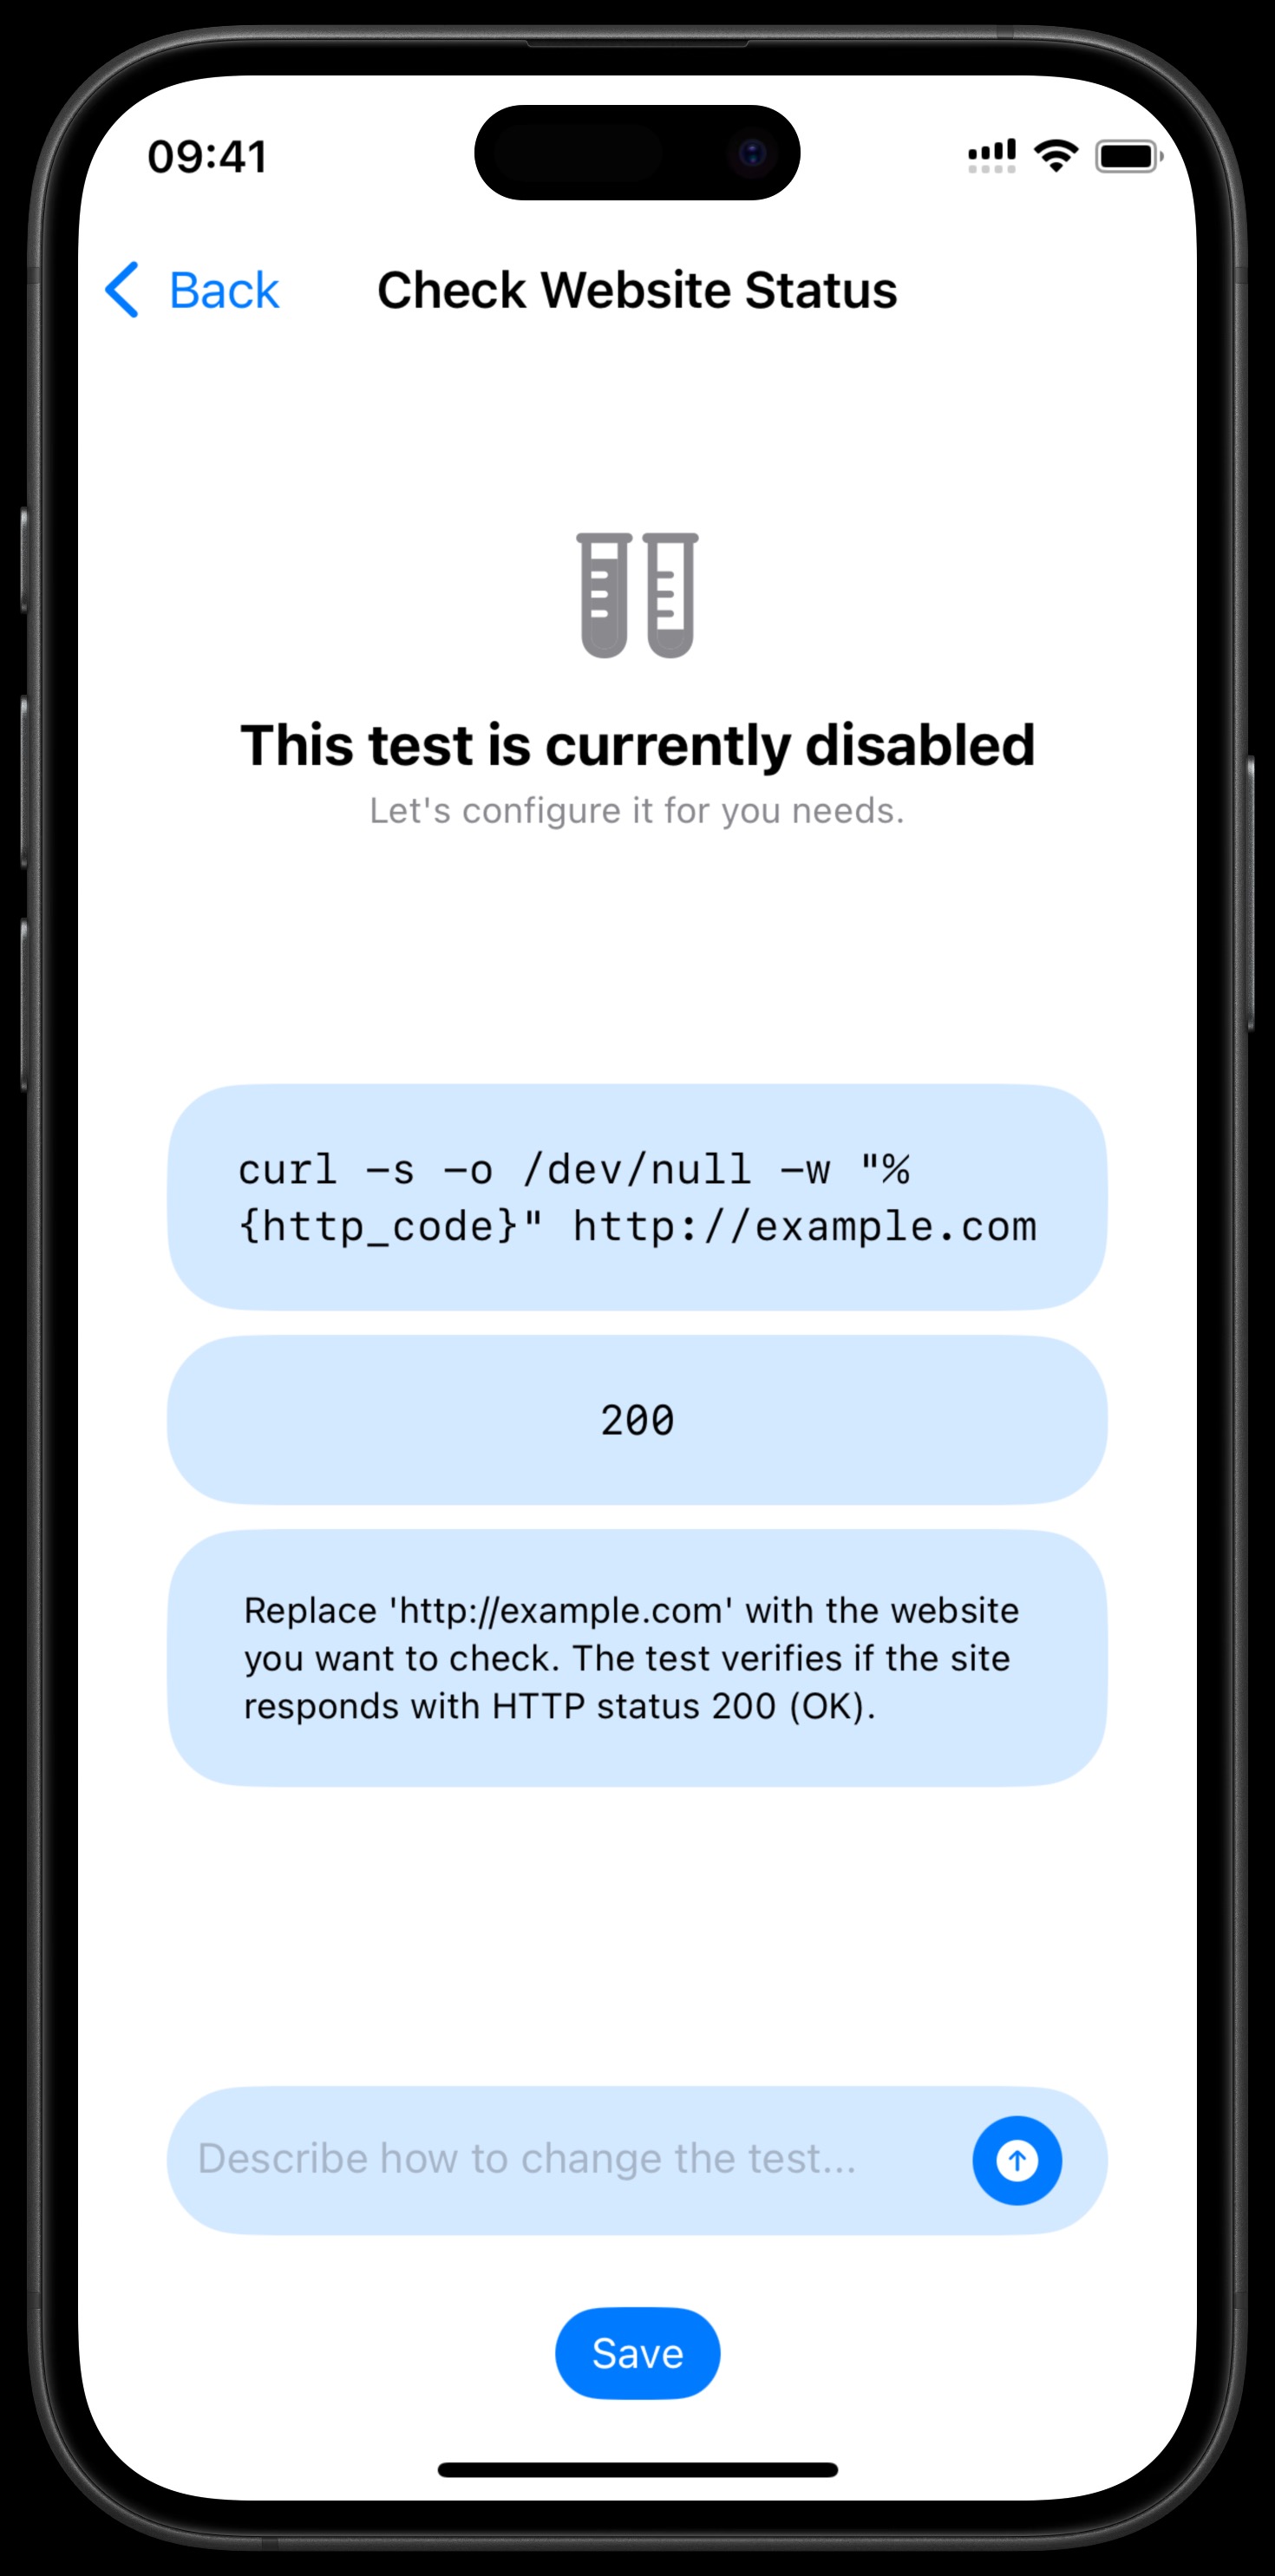 09:41
Back
Check Website Status
This test is currently disabled
Let's configure it for you needs.
curl -s -o /dev/null -w "%
{http_code}" http://example.com
200
Replace 'http://example.com' with the website
you want to check. The test verifies if the site
responds with HTTP status 200 (OK).
Describe how to change the test...
Save